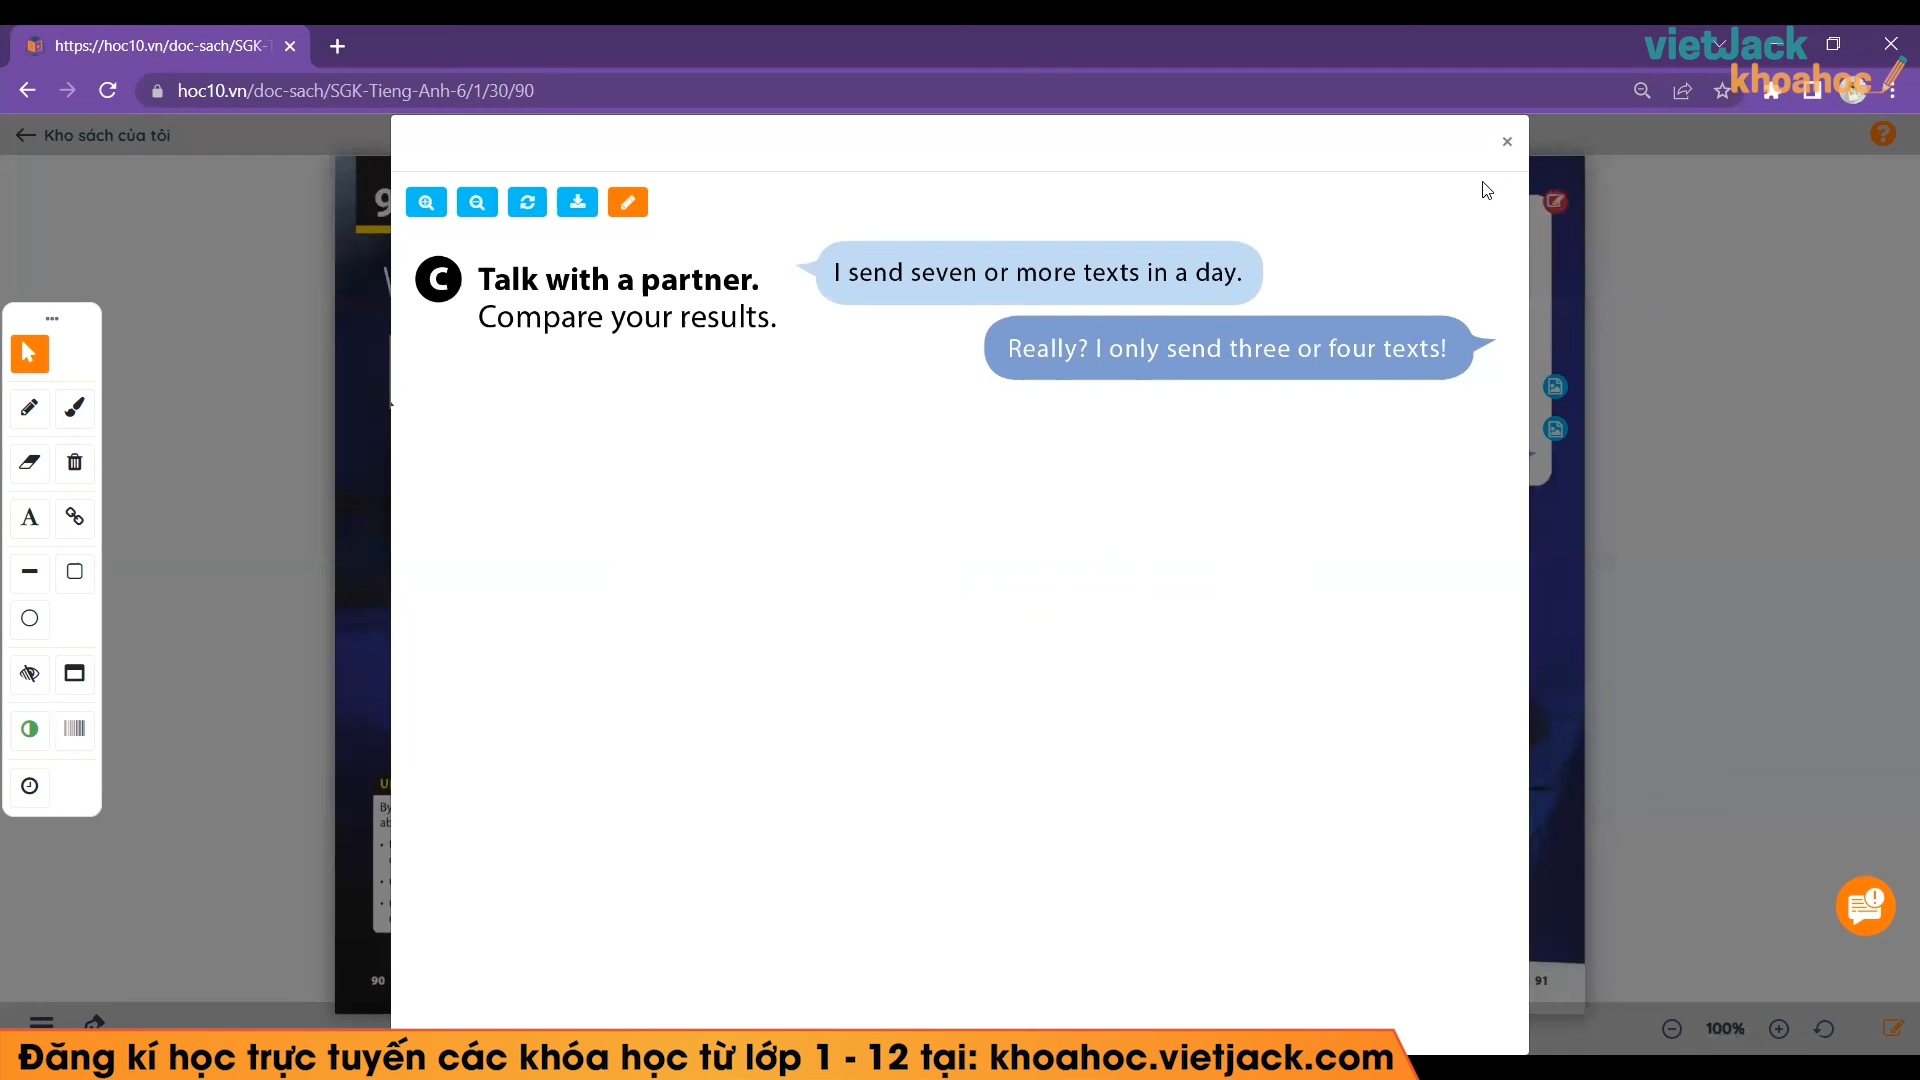 https://hoc10.vn/doc-sach/SGK-
vietJack
khoahoc
hoc10.vn/doc-sach/SGK-Tieng-Anh-6/1/30/90
Kho sách của tôi
C Talk with a partner.
Compare your results.
I send seven or more texts in a day.
Really? I only send three or four texts!
A
By
ab
90
91
100%
Đăng kí học trực tuyến các khóa học từ lớp 1 - 12 tại: khoahoc.vietjack.com